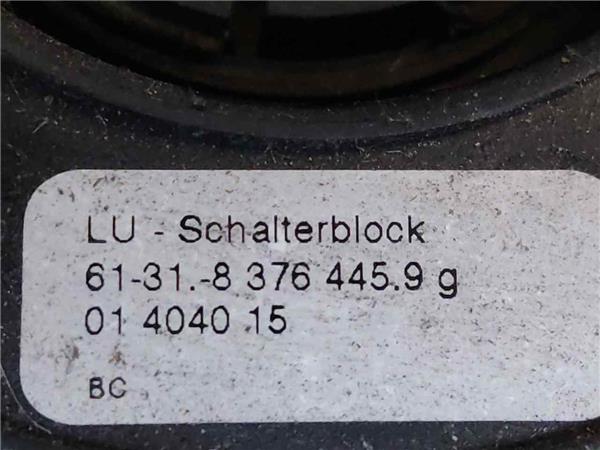 LU - Schalterblock
61-31.-8 376 445.9 g
01 4040 15
BC